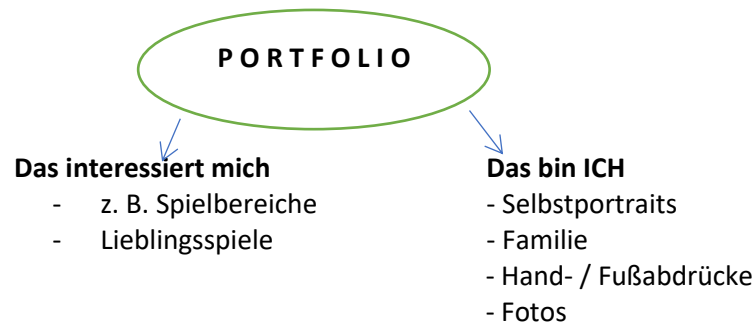 P O R T F O L I O
Das interessiert mich
- z. B. Spielbereiche
- Lieblingsspiele
Das bin ICH
- Selbstportraits
- Familie
- Hand- / Fußabdrücke
- Fotos